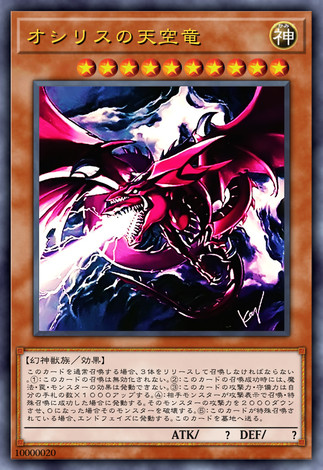 オシリスの天空竜
神
かみ
[幻神獣族/効果]
このカードを通常召喚する場合、3体をリリースして召喚しなければならな
い。①:このカードの召喚は無効化されない。②:このカードの召喚成功時には、魔
法・罠・モンスターの効果は発動できない。③:このカードの攻撃力・守備力は自
分の手札の数×1000アップする。④:相手モンスターが攻撃表示で召喚・特
殊召喚に成功した場合に発動する。そのモンスターの攻撃力を2000ダウン
させ、0になった場合そのモンスターを破壊する。⑤:このカードが特殊召喚され
ている場合、エンドフェイズに発動する。このカードを墓地へ送る。
ATK/ ? DEF/ ?
10000020